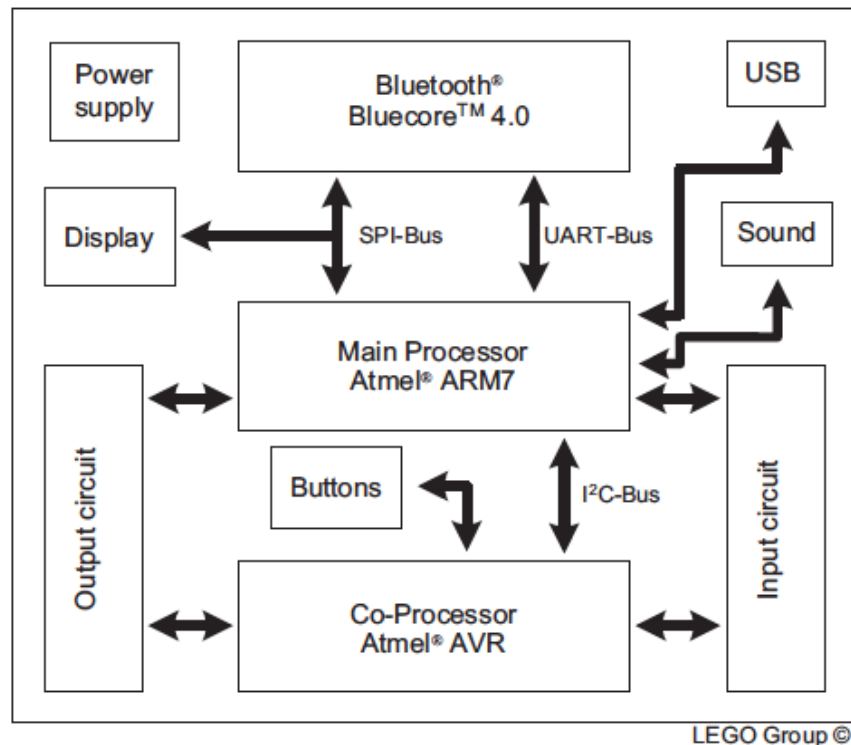 Power
supply
Bluetooth®
Bluecore™ 4.0
USB
Display
SPI-Bus
UART-Bus
Sound
Main Processor
Atmel® ARM7
Output circuit
Buttons
I²C-Bus
Input circuit
Co-Processor
Atmel® AVR
LEGO Group ©